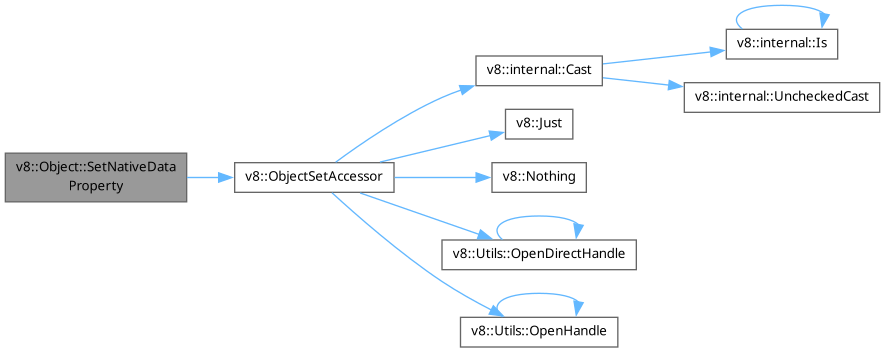 v8::Object::SetNativeData
Property
v8::ObjectSetAccessor
v8::internal::Cast
v8::internal::Is
v8::internal::UncheckedCast
v8::Just
v8::Nothing
v8::Utils::OpenDirectHandle
v8::Utils::OpenHandle